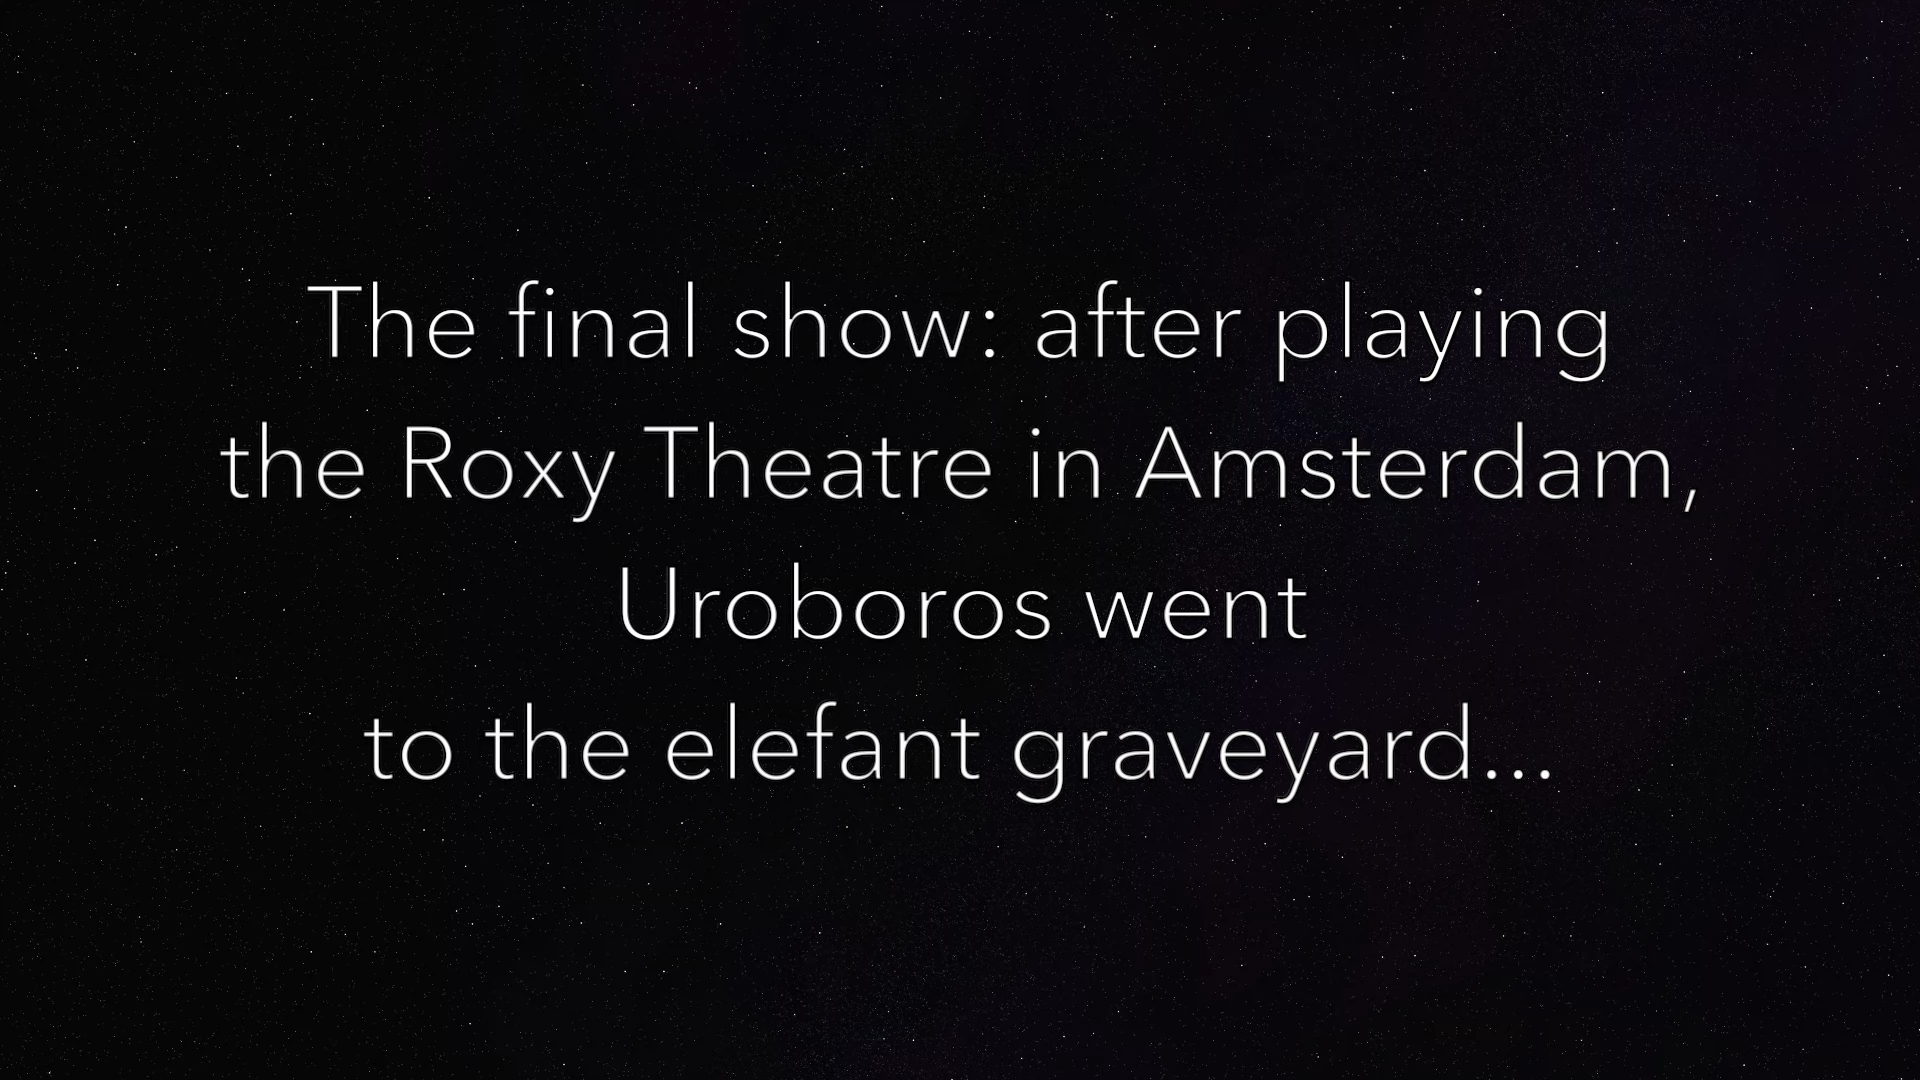 The final show: after playing
the Roxy Theatre in Amsterdam,
Uroboros went
to the elefant graveyard...